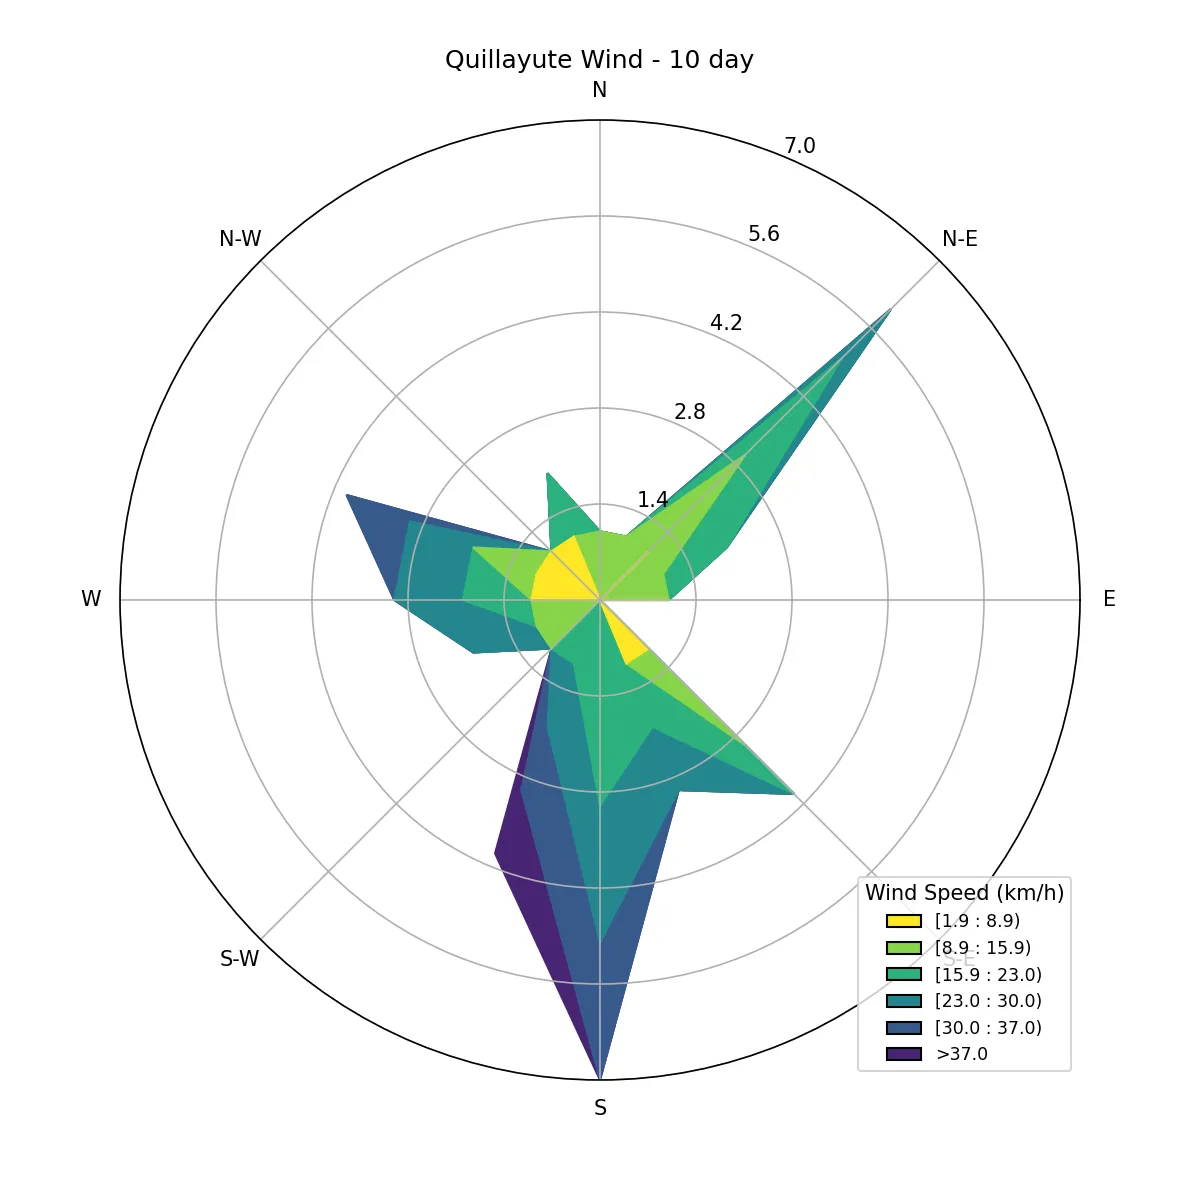 Quillayute Wind - 10 day
N
7.0
N-W
5.6
N-E
4.2
2.8
1.4
W
E
S-W
S-E
S
Wind Speed (km/h)
[1.9 : 8.9)
[8.9 : 15.9)
[15.9 : 23.0)
[23.0 : 30.0)
[30.0 : 37.0)
>37.0